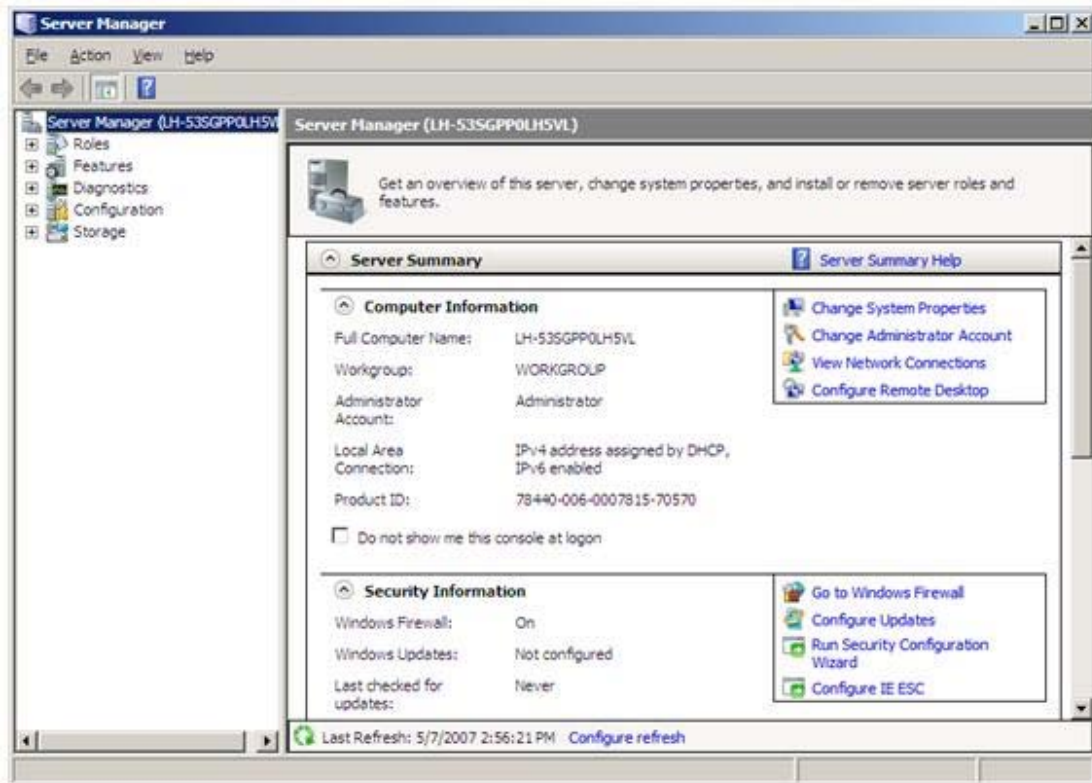 Server Manager
File Action View Help
Server Manager (LH-53SGPP0LH5V
Roles
Features
Diagnostics
Configuration
Storage
Server Manager (LH-53SGPP0LH5VL)
Get an overview of this server, change system properties, and install or remove server roles and
features.
Server Summary
Server Summary Help
Computer Information
Full Computer Name: LH-53SGPP0LH5VL
Workgroup: WORKGROUP
Administrator
Account:
Administrator
Local Area
Connection:
IPv4 address assigned by DHCP,
IPv6 enabled
Product ID: 78440-006-0007815-70570
Do not show me this console at logon
Change System Properties
Change Administrator Account
View Network Connections
Configure Remote Desktop
Security Information
Windows Firewall: On
Windows Updates: Not configured
Last checked for
updates:
Never
Go to Windows Firewall
Configure Updates
Run Security Configuration
Wizard
Configure IE ESC
Last Refresh: 5/7/2007 2:56:21 PM Configure refresh